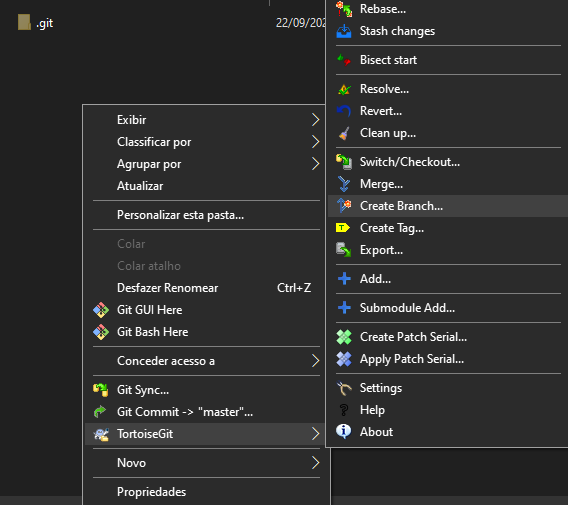 .git
22/09/202
Exibir
Classificar por
Agrupar por
Atualizar
Personalizar esta pasta...
Colar
Colar atalho
Desfazer Renomear Ctrl+Z
Git GUI Here
Git Bash Here
Conceder acesso a
Git Sync...
Git Commit -> "master"...
TortoiseGit
Novo
Propriedades
Rebase...
Stash changes
Bisect start
Resolve...
Revert...
Clean up...
Switch/Checkout...
Merge...
Create Branch...
Create Tag...
Export...
Add...
Submodule Add...
Create Patch Serial...
Apply Patch Serial...
Settings
Help
About